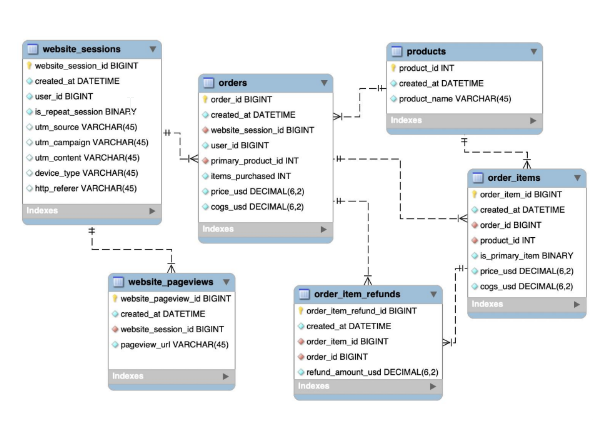 website_sessions
website_session_id BIGINT
created_at DATETIME
user_id BIGINT
is_repeat_session BINARY
utm_source VARCHAR(45)
utm_campaign VARCHAR(45)
utm_content VARCHAR(45)
device_type VARCHAR(45)
http_referer VARCHAR(45)
Indexes
orders
order_id BIGINT
created_at DATETIME
website_session_id BIGINT
user_id BIGINT
primary_product_id INT
items_purchased INT
price_usd DECIMAL(6,2)
cogs_usd DECIMAL(6,2)
Indexes
products
product_id INT
created_at DATETIME
product_name VARCHAR(45)
Indexes
order_items
order_item_id BIGINT
created_at DATETIME
order_id BIGINT
product_id INT
is_primary_item BINARY
price_usd DECIMAL(6,2)
cogs_usd DECIMAL(6,2)
Indexes
website_pageviews
website_pageview_id BIGINT
created_at DATETIME
website_session_id BIGINT
pageview_url VARCHAR(45)
Indexes
order_item_refunds
order_item_refund_id BIGINT
created_at DATETIME
order_item_id BIGINT
order_id BIGINT
refund_amount_usd DECIMAL(6,2)
Indexes